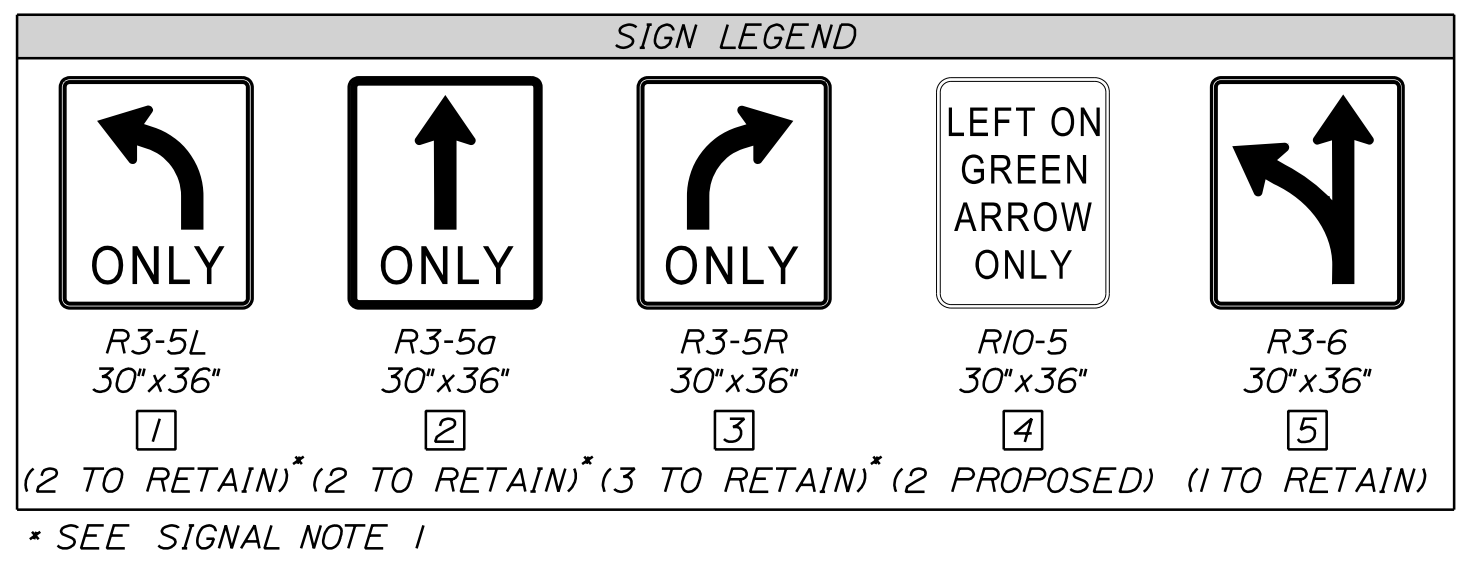 SIGN LEGEND
ONLY
ONLY
ONLY
LEFT ON
GREEN
ARROW
ONLY
R3-5L
30"x36"
1
(2 TO RETAIN)*
R3-5a
30"x36"
2
(2 TO RETAIN)*
R3-5R
30"x36"
3
(3 TO RETAIN)*
R10-5
30"x36"
4
(2 PROPOSED)
R3-6
30"x36"
5
(1 TO RETAIN)
* SEE SIGNAL NOTE 1